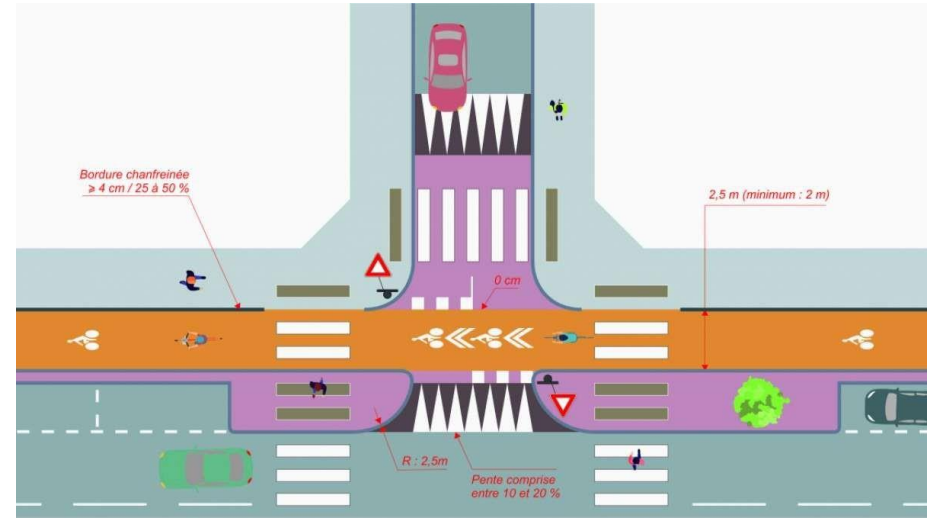 Bordure chanfreinée
⩾ 4 cm / 25 à 50 %
2,5 m (minimum : 2 m)
0 cm
R : 2,5m
Pente comprise
entre 10 et 20 %